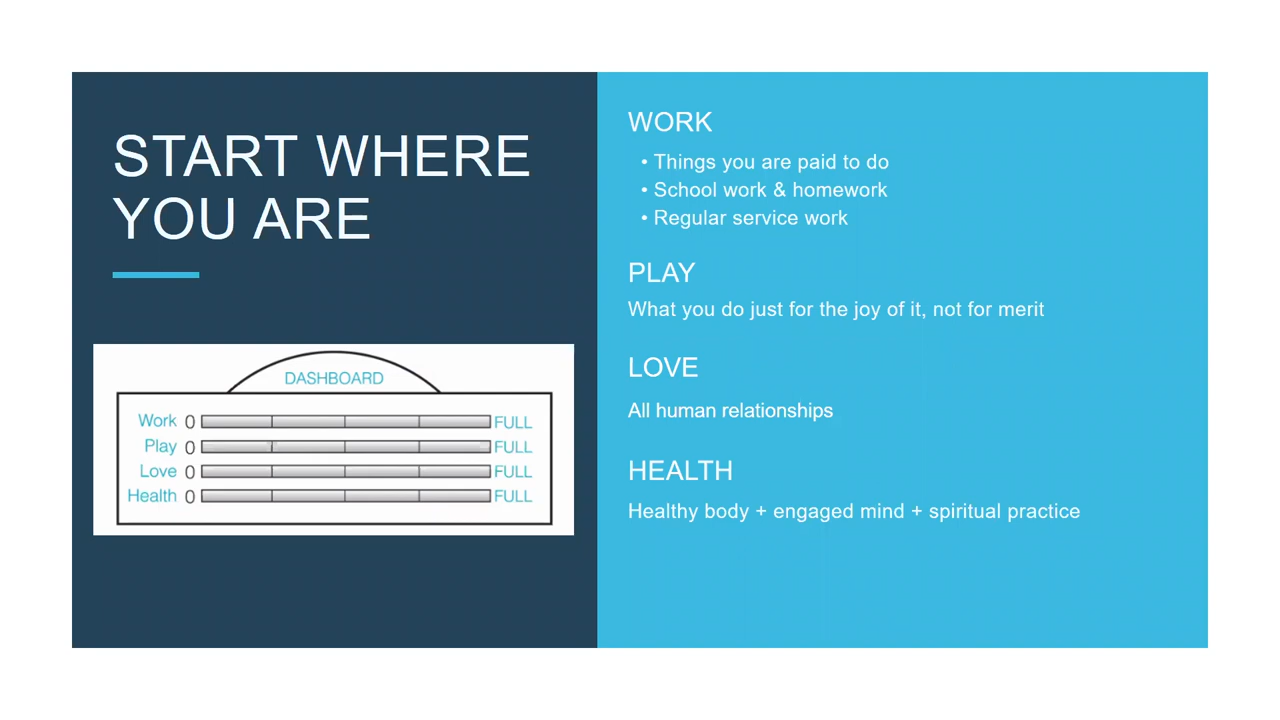 START WHERE
YOU ARE
DASHBOARD
Work 0 FULL
Play 0 FULL
Love 0 FULL
Health 0 FULL
WORK
• Things you are paid to do
• School work & homework
• Regular service work
PLAY
What you do just for the joy of it, not for merit
LOVE
All human relationships
HEALTH
Healthy body + engaged mind + spiritual practice